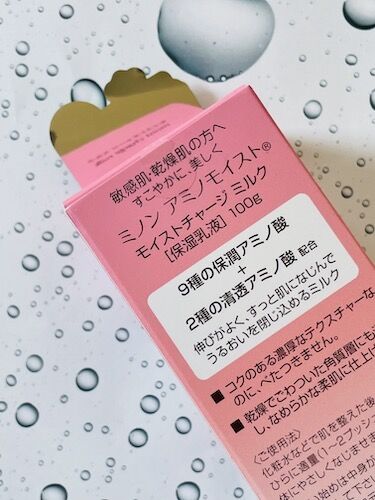 敏感肌・乾燥肌の方へ
すこやかに、美しく
ミノン アミノモイスト®
モイストチャージ ミルク
[保湿乳液] 100g
9種の保潤アミノ酸
+
2種の清透アミノ酸 配合
伸びがよく、すっと肌になじんで
うるおいを閉じ込めるミルク
■コクのある濃厚なテクスチャーな
のに、べたつきません。
■乾燥でごわついた角質層にも
し、なめらかな柔肌に仕上
〈ご使用法〉
化粧水などで肌を整えた後
ひらに適量(1~2プッシュ